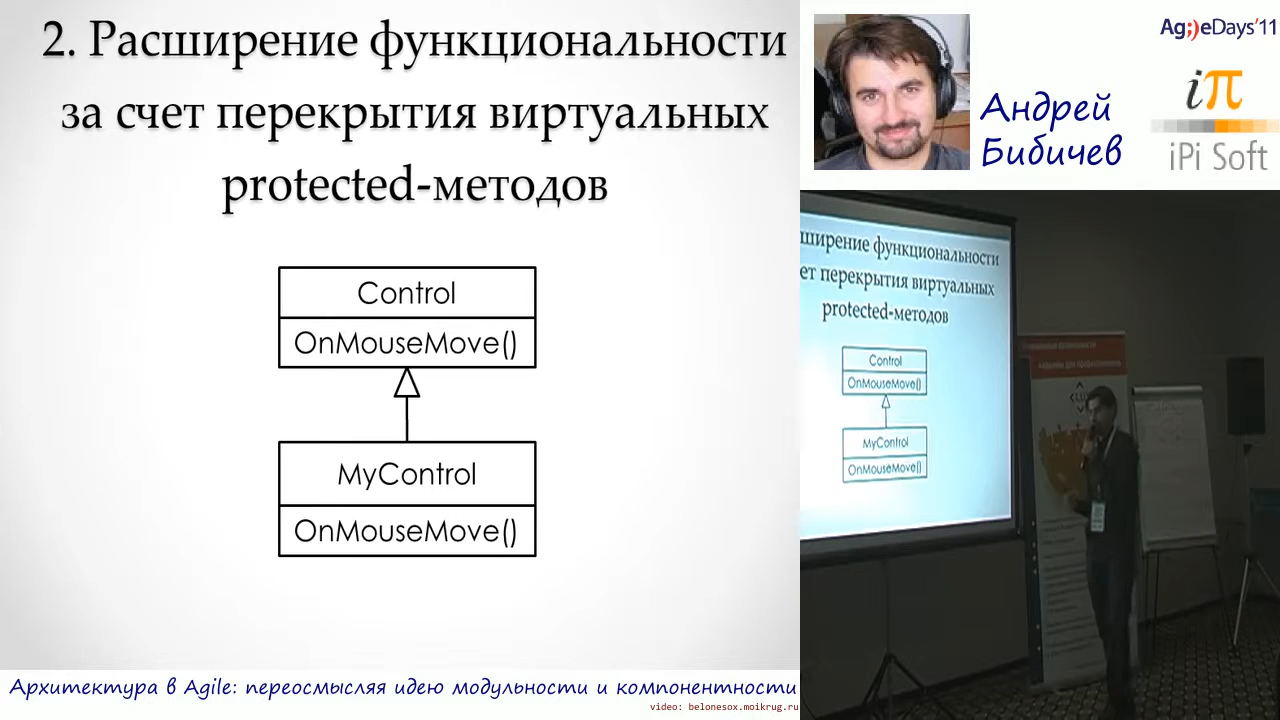 2. Расширение функциональности
за счет перекрытия виртуальных
protected-методов
Control
OnMouseMove()
MyControl
OnMouseMove()
Архитектура в Agile: переосмысляя идею модульности и компонентности
video: belonesox.moikrug.ru
Андрей
Бибичев
Ag;)eDays'11
iπ
iPi Soft
ширение функциональности
ет перекрытия виртуальных
protected-методов
Control
OnMouseMove()
MyControl
OnMouseMove()